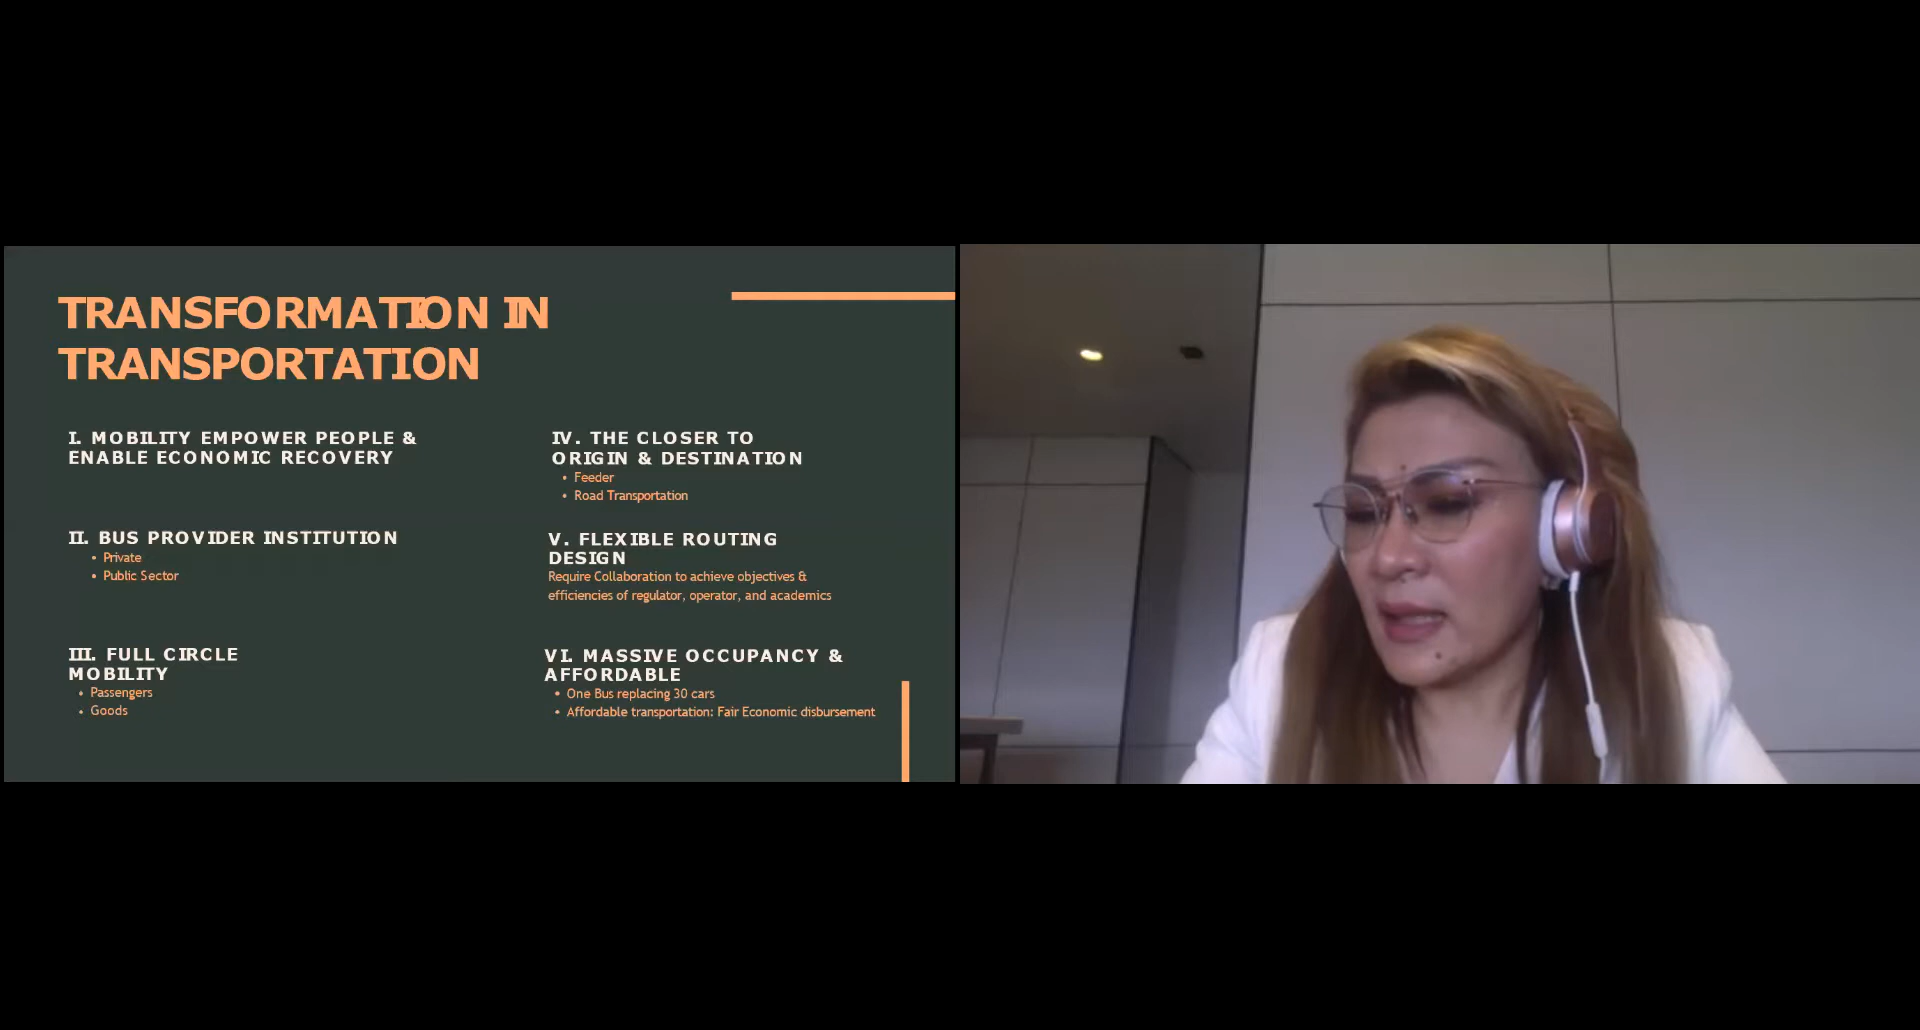 TRANSFORMATION IN
TRANSPORTATION
I. MOBILITY EMPOWER PEOPLE &
ENABLE ECONOMIC RECOVERY
II. BUS PROVIDER INSTITUTION
• Private
• Public Sector
III. FULL CIRCLE
MOBILITY
• Passengers
• Goods
IV. THE CLOSER TO
ORIGIN & DESTINATION
• Feeder
• Road Transportation
V. FLEXIBLE ROUTING
DESIGN
Require Collaboration to achieve objectives &
efficiencies of regulator, operator, and academics
VI. MASSIVE OCCUPANCY &
AFFORDABLE
• One Bus replacing 30 cars
• Affordable transportation: Fair Economic disbursement